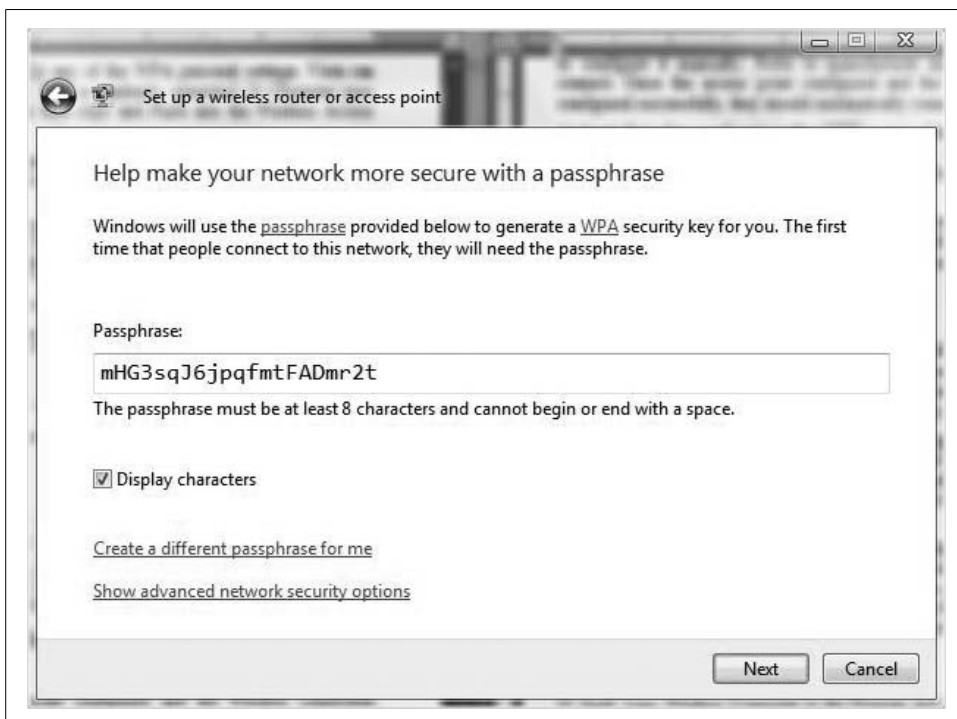 Set up a wireless router or access point
Help make your network more secure with a passphrase
Windows will use the passphrase provided below to generate a WPA security key for you. The first
time that people connect to this network, they will need the passphrase.
Passphrase:
mHG3sqJ6jpqfmtFADmr2t
The passphrase must be at least 8 characters and cannot begin or end with a space.
Display characters
Create a different passphrase for me
Show advanced network security options
Next
Cancel